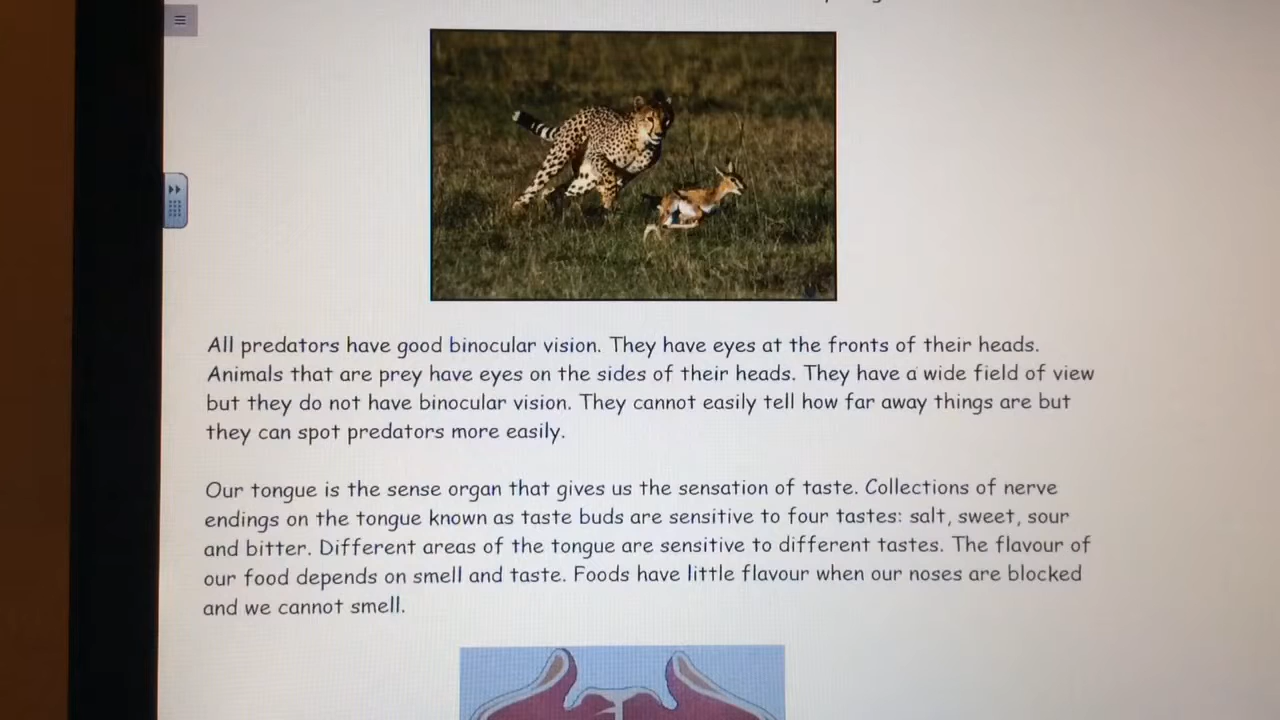 All predators have good binocular vision. They have eyes at the fronts of their heads.
Animals that are prey have eyes on the sides of their heads. They have a wide field of view
but they do not have binocular vision. They cannot easily tell how far away things are but
they can spot predators more easily.
Our tongue is the sense organ that gives us the sensation of taste. Collections of nerve
endings on the tongue known as taste buds are sensitive to four tastes: salt, sweet, sour
and bitter. Different areas of the tongue are sensitive to different tastes. The flavour of
our food depends on smell and taste. Foods have little flavour when our noses are blocked
and we cannot smell.